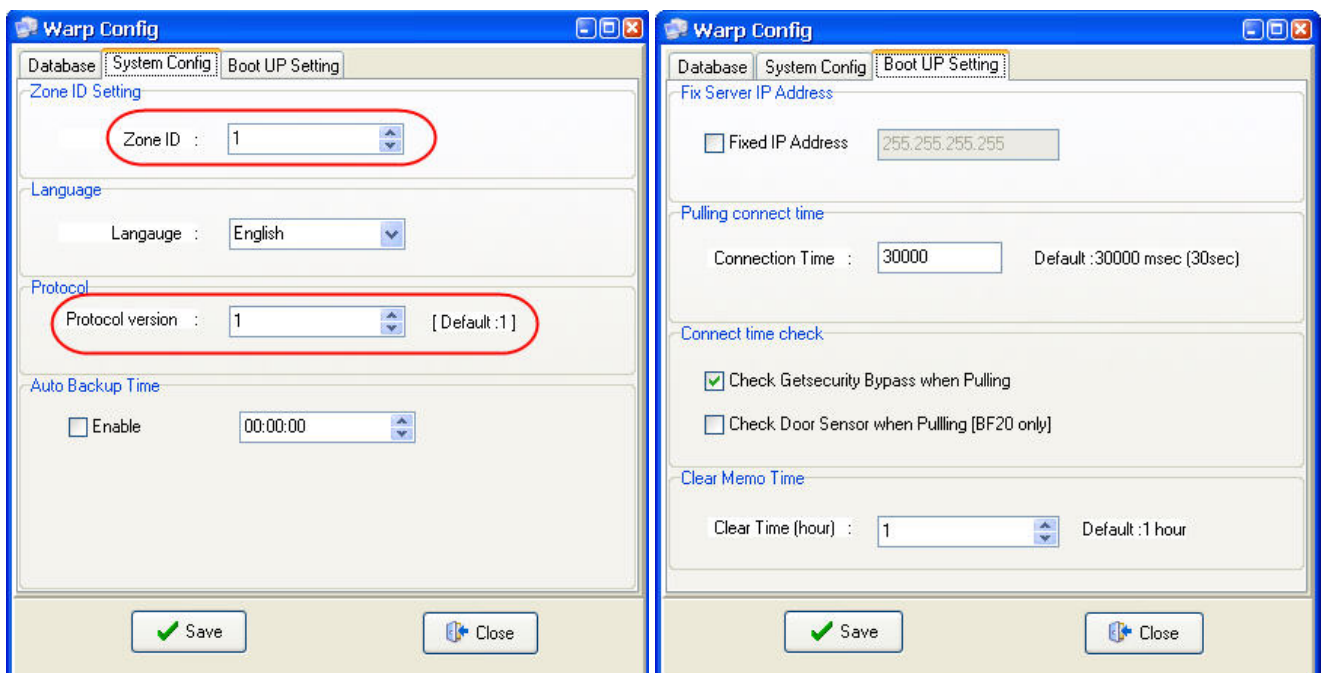 Warp Config
Database System Config Boot UP Setting
Zone ID Setting
Zone ID : 1
Language
Langauge : English
Protocol
Protocol version : 1 [ Default :1 ]
Auto Backup Time
Enable 00:00:00
Save Close
Warp Config
Database System Config Boot UP Setting
Fix Server IP Address
Fixed IP Address 255.255.255.255
Pulling connect time
Connection Time : 30000 Default :30000 msec (30sec)
Connect time check
Check Getsecurity Bypass when Pulling
Check Door Sensor when Pullling [BF20 only]
Clear Memo Time
Clear Time (hour) : 1 Default :1 hour
Save Close